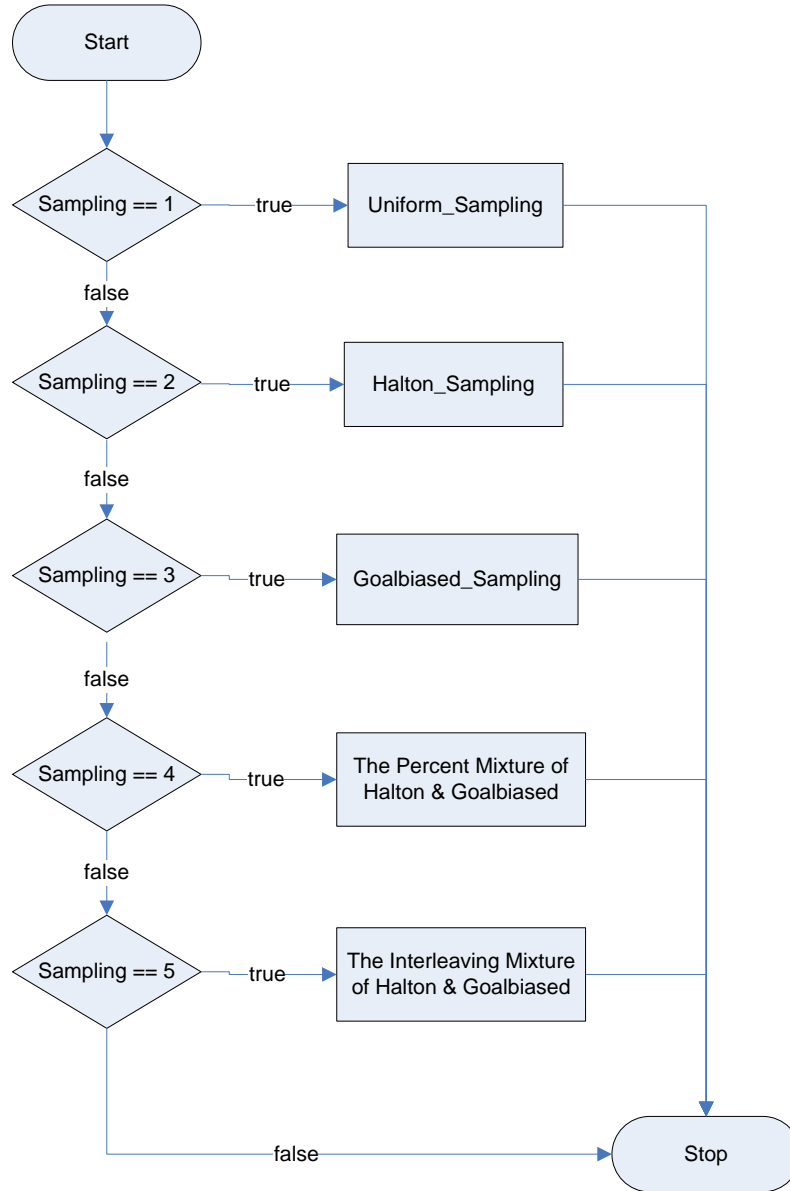 Start
Sampling == 1
true
Uniform_Sampling
false
Sampling == 2
true
Halton_Sampling
false
Sampling == 3
true
Goalbiased_Sampling
false
Sampling == 4
true
The Percent Mixture of
Halton & Goalbiased
false
Sampling == 5
true
The Interleaving Mixture
of Halton & Goalbiased
false
Stop